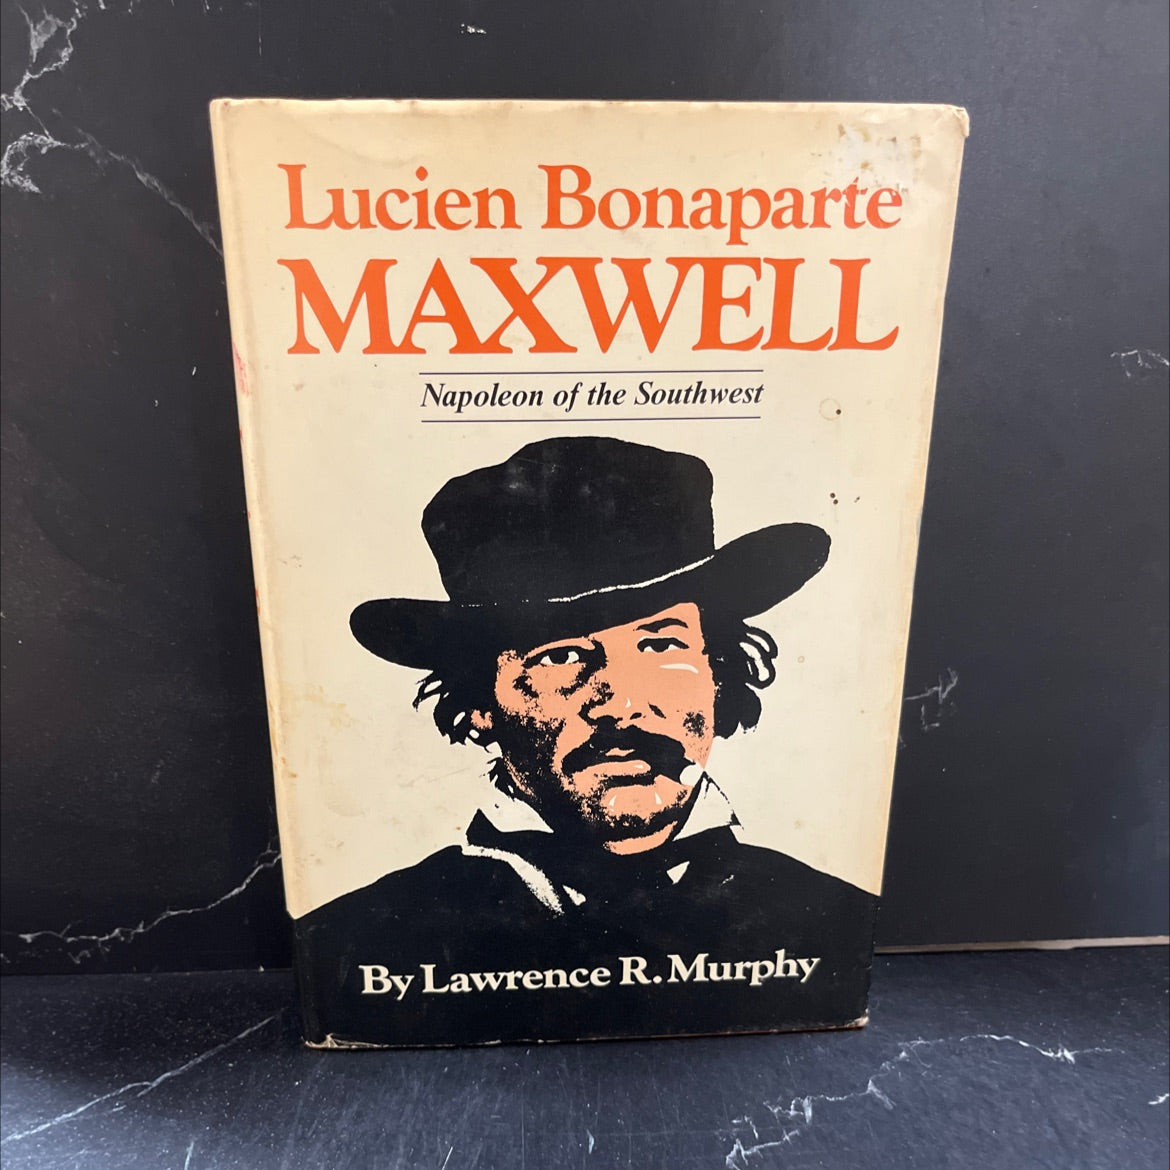 Lucien Bonaparte
MAXWELL
Napoleon of the Southwest
By Lawrence R. Murphy